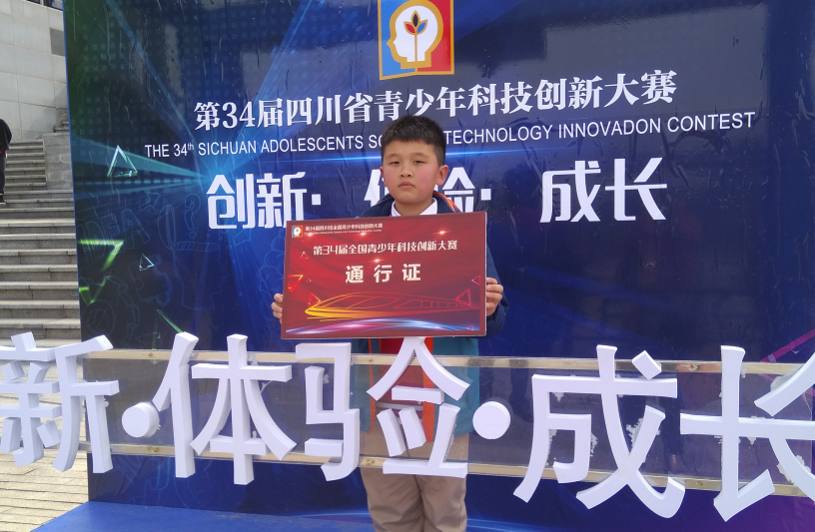 第34届四川省青少年科技创新大赛
THE 34th SICHUAN ADOLESCENTS SC TECHNOLOGY INNOVADON CONTEST
创新· 体验· 成长
第34届全国青少年科技创新大赛
通行证
新·体验·成长